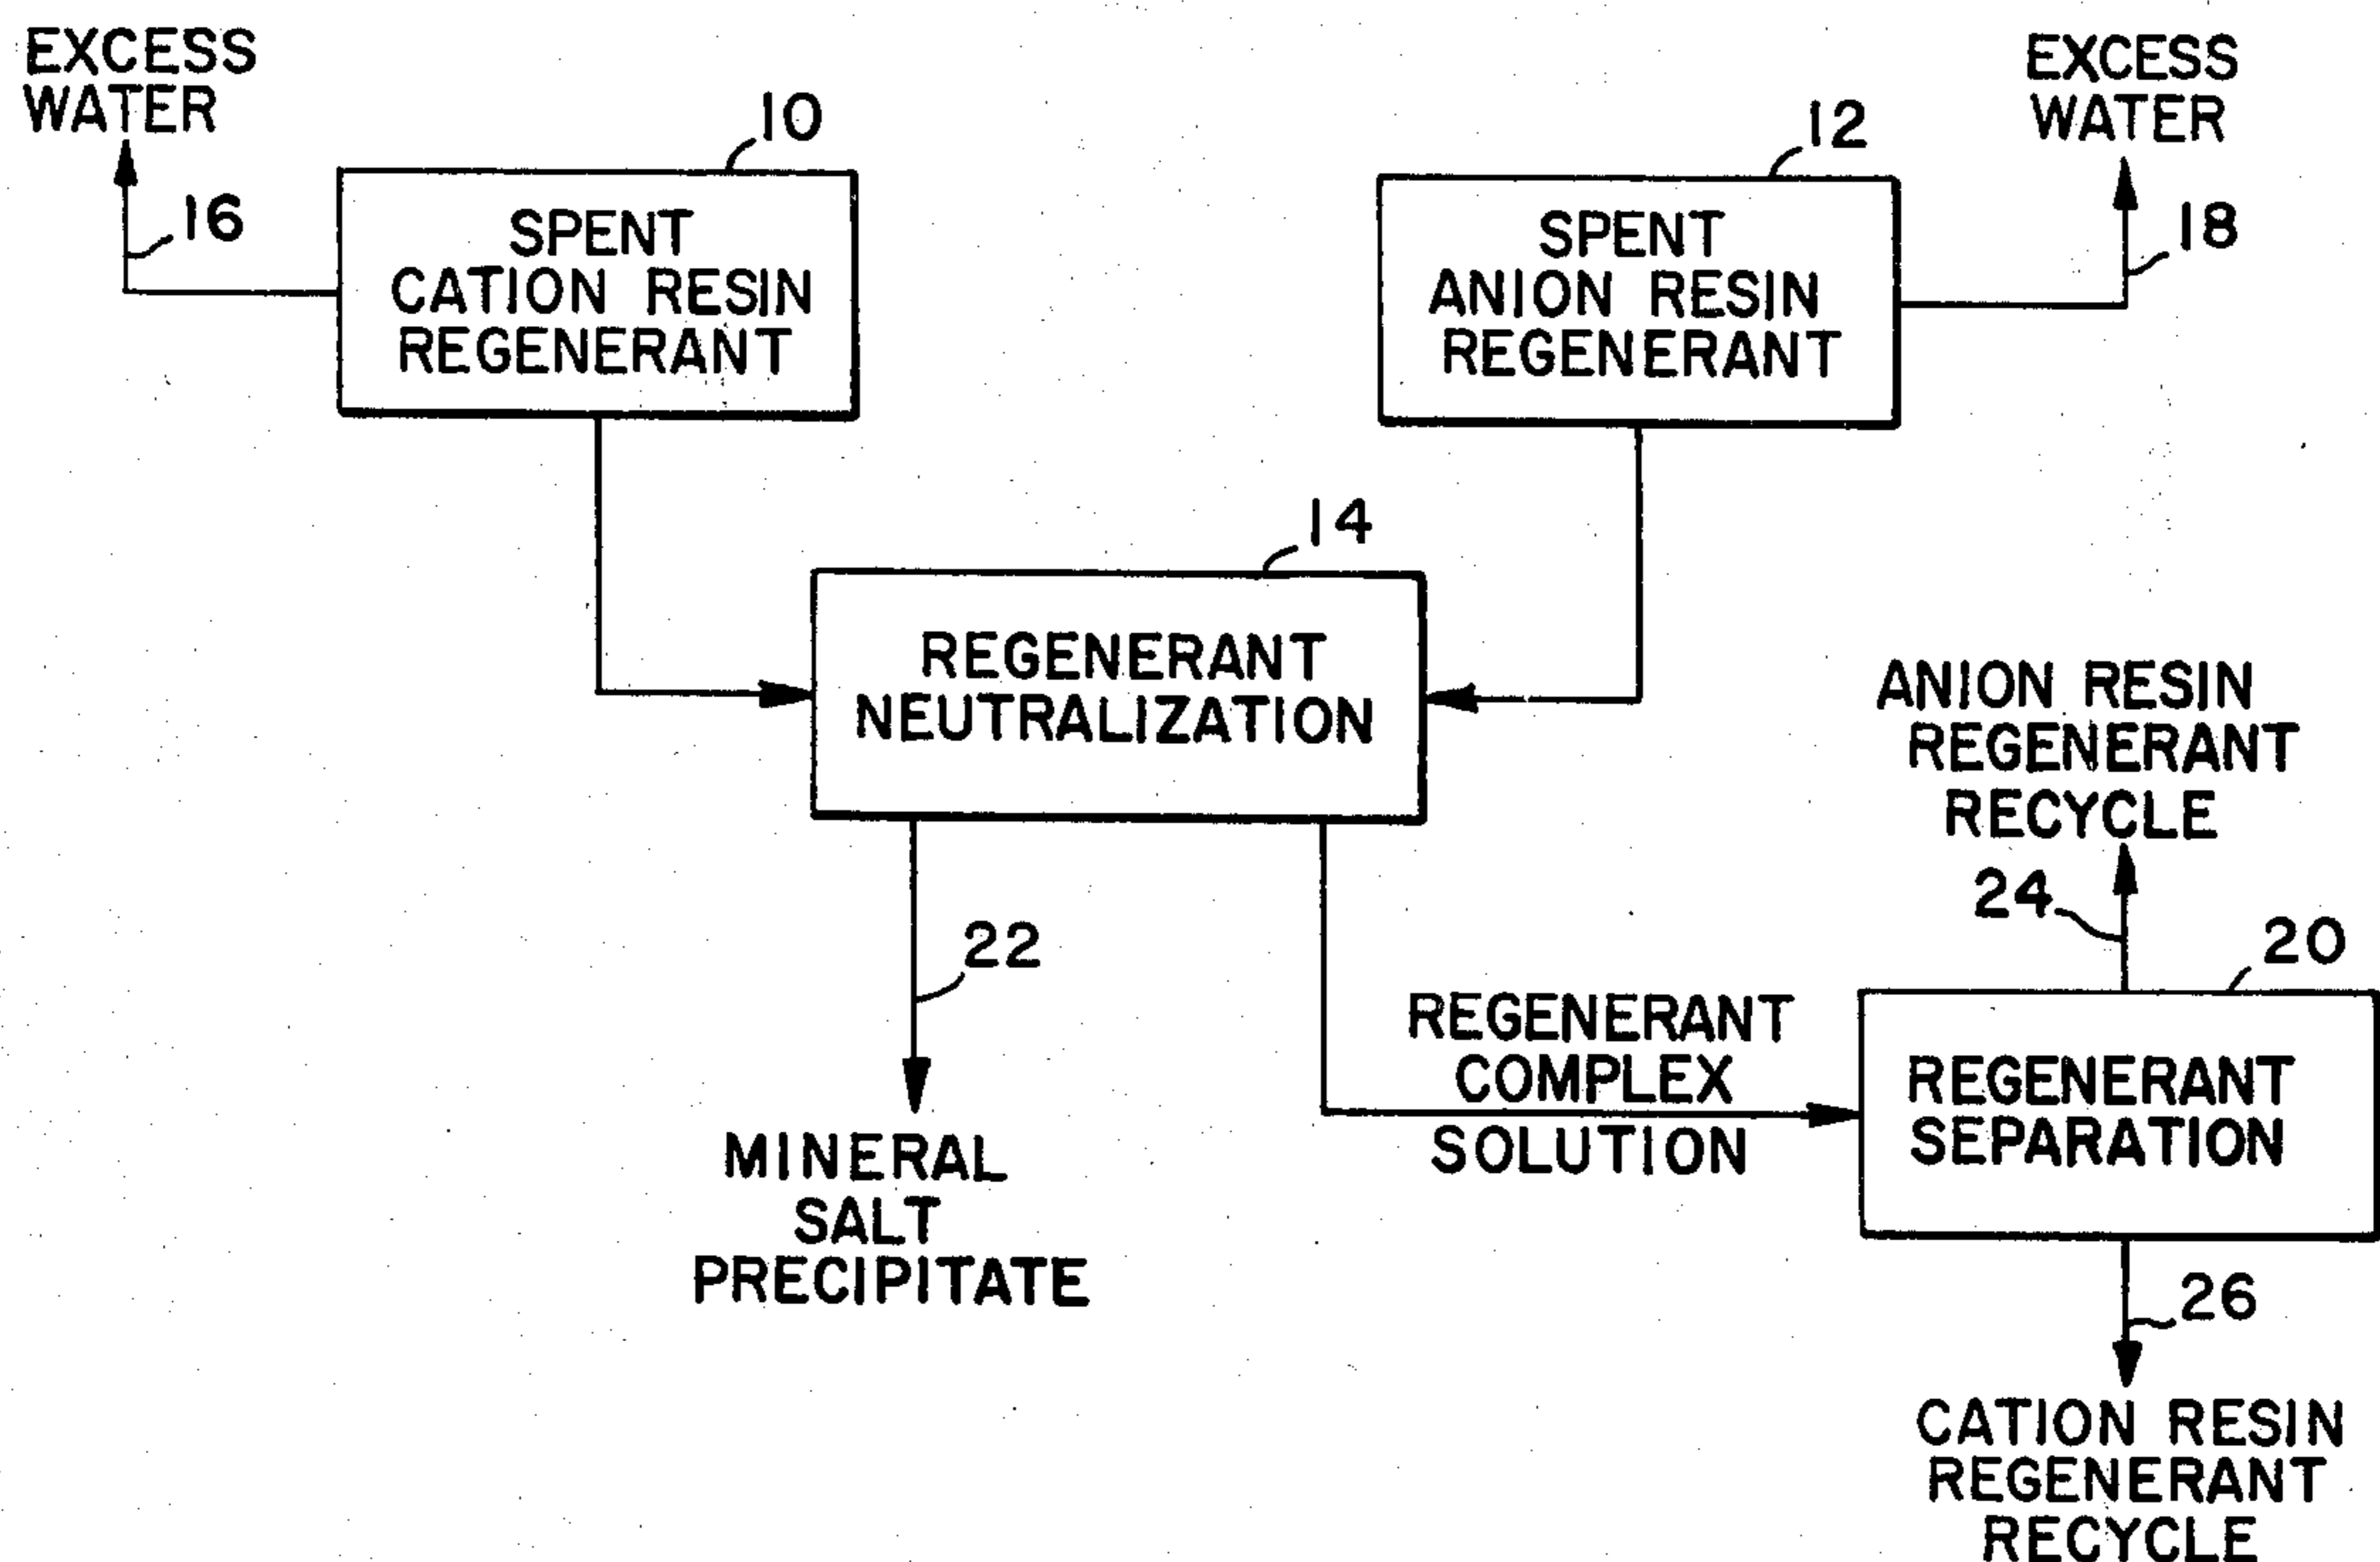 EXCESS
WATER
16
10
SPENT
CATION RESIN
REGENERANT
12
SPENT
ANION RESIN
REGENERANT
EXCESS
WATER
18
14
REGENERANT
NEUTRALIZATION
22
MINERAL
SALT
PRECIPITATE
REGENERANT
COMPLEX
SOLUTION
ANION RESIN
REGENERANT
RECYCLE
24
20
REGENERANT
SEPARATION
26
CATION RESIN
REGENERANT
RECYCLE